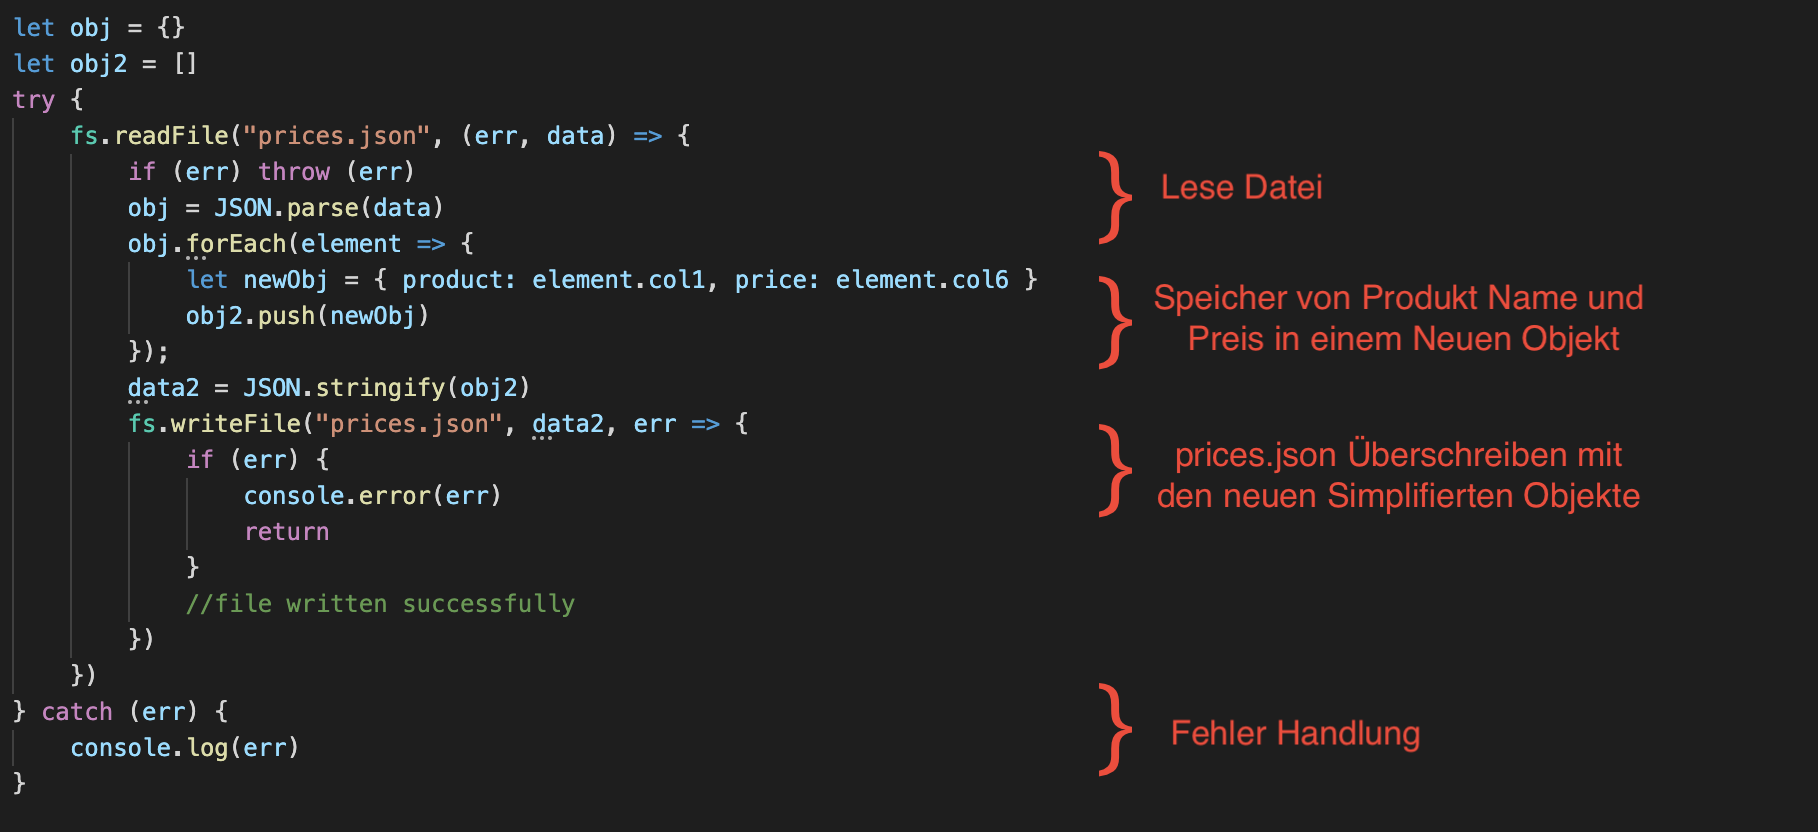 let obj = {}
let obj2 = []
try {
    fs.readFile("prices.json", (err, data) => {
        if (err) throw (err)
        obj = JSON.parse(data)
        obj.forEach(element => {
            let newObj = { product: element.col1, price: element.col6 }
            obj2.push(newObj)
        });
        data2 = JSON.stringify(obj2)
        fs.writeFile("prices.json", data2, err => {
            if (err) {
                console.error(err)
                return
            }
            //file written successfully
        })
    })
} catch (err) {
    console.log(err)
}
} Lese Datei
} Speicher von Produkt Name und
Preis in einem Neuen Objekt
} prices.json Überschreiben mit
den neuen Simplifierten Objekte
} Fehler Handlung